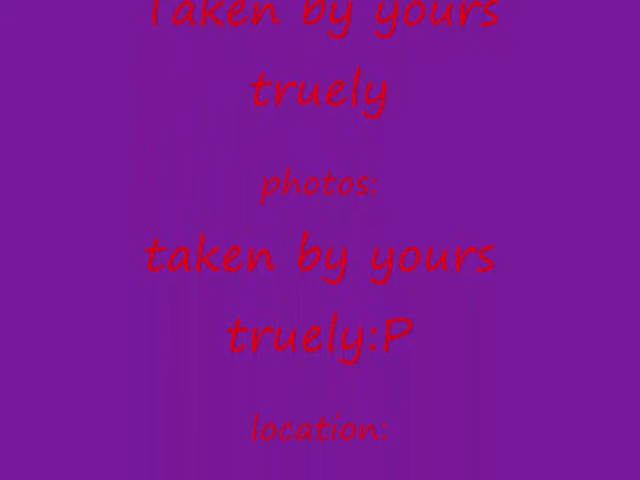 Taken by yours
truely
photos:
taken by yours
truely:P
location: